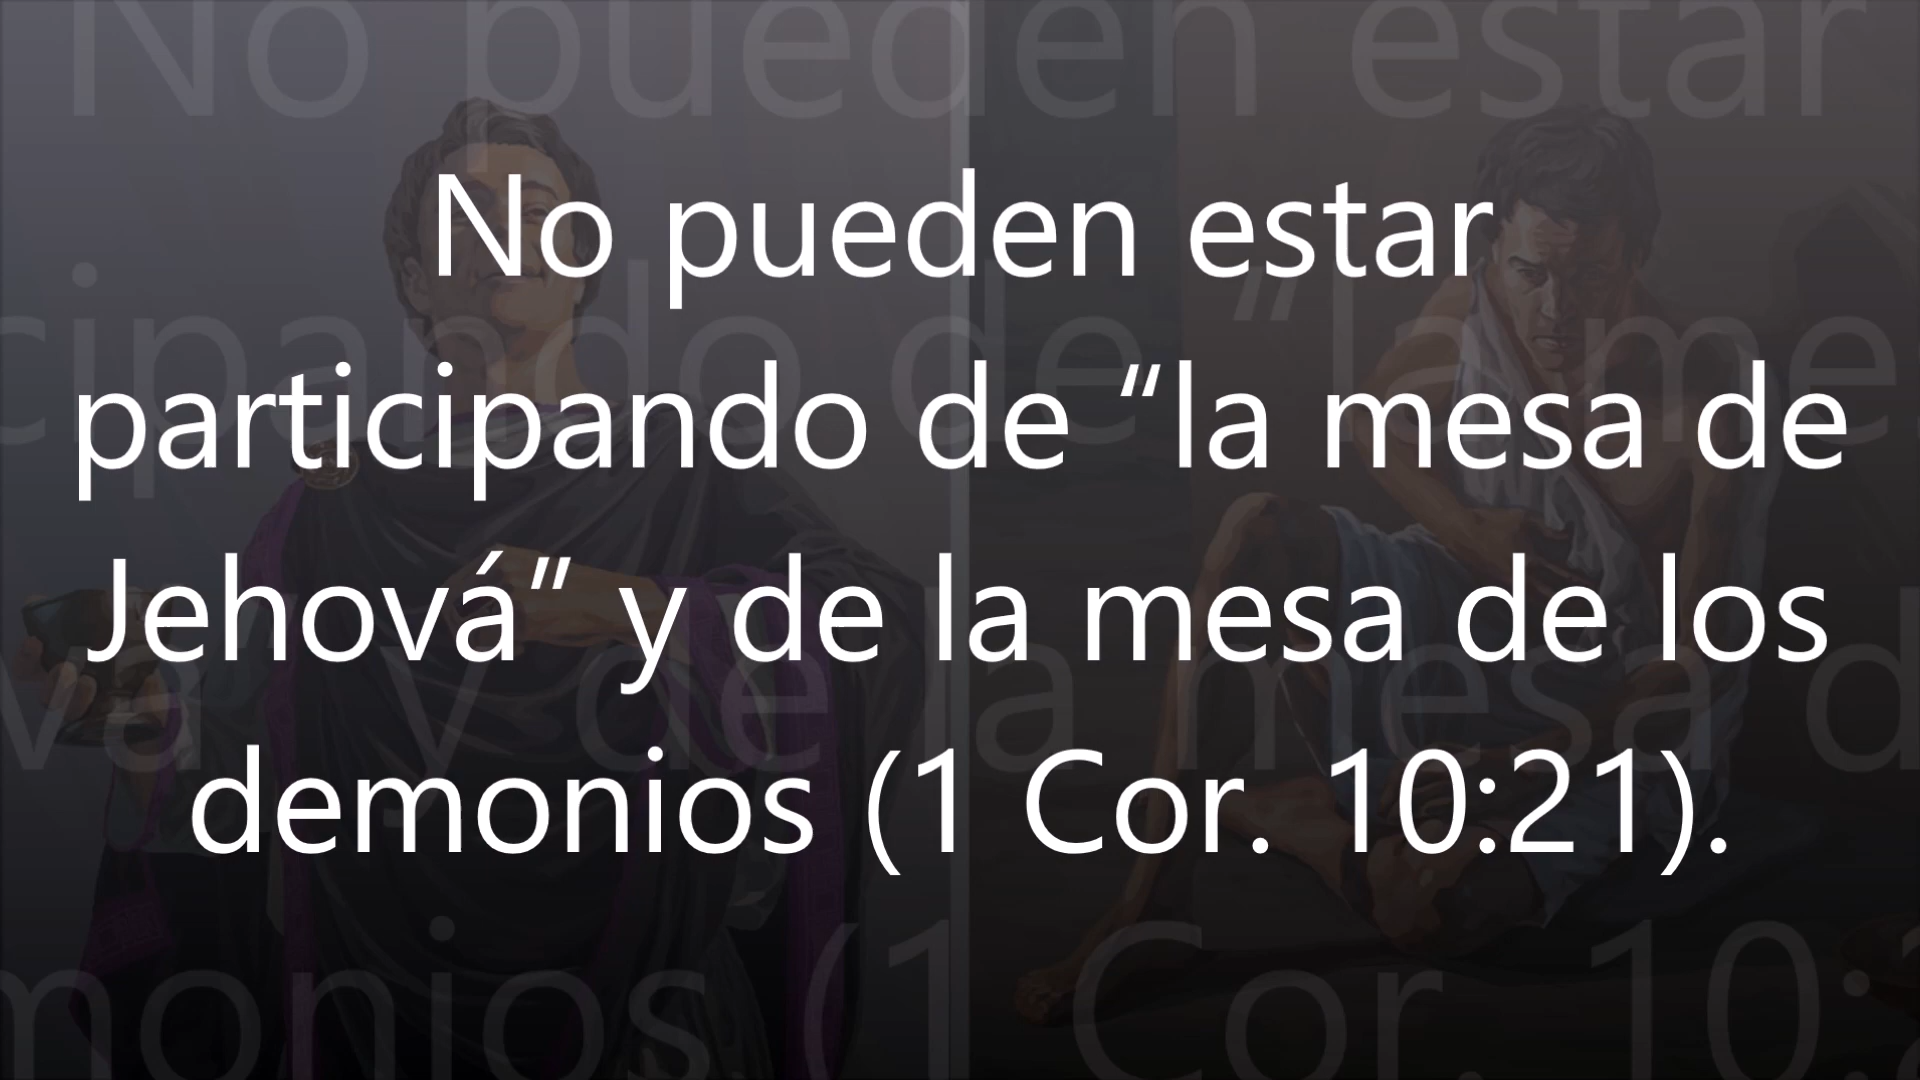 No pueden estar
participando de “la mesa de
Jehová” y de la mesa de los
demonios (1 Cor. 10:21).